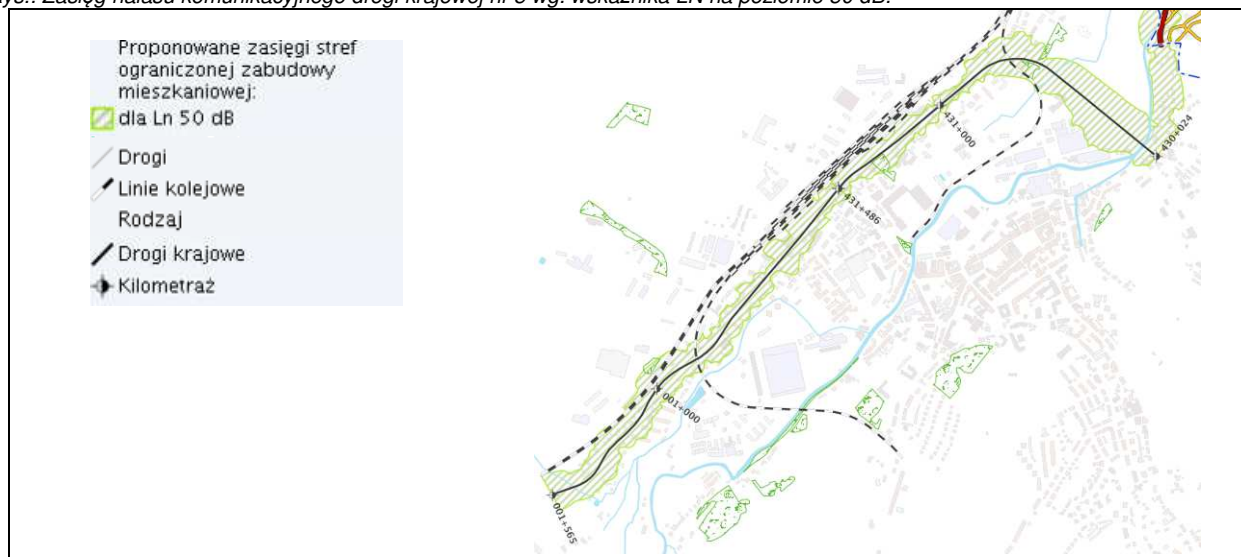 Zasięg hałasu komunikacyjnego drogi krajowej nr 8 wg. wskaźnika LN na poziomie 50 dB.
Proponowane zasięgi stref
ograniczonej zabudowy
mieszkaniowej:
dla Ln 50 dB
Drogi
Linie kolejowe
Rodzaj
Drogi krajowe
Kilometraż
430+024
431+000
431+486
001+000
001+565